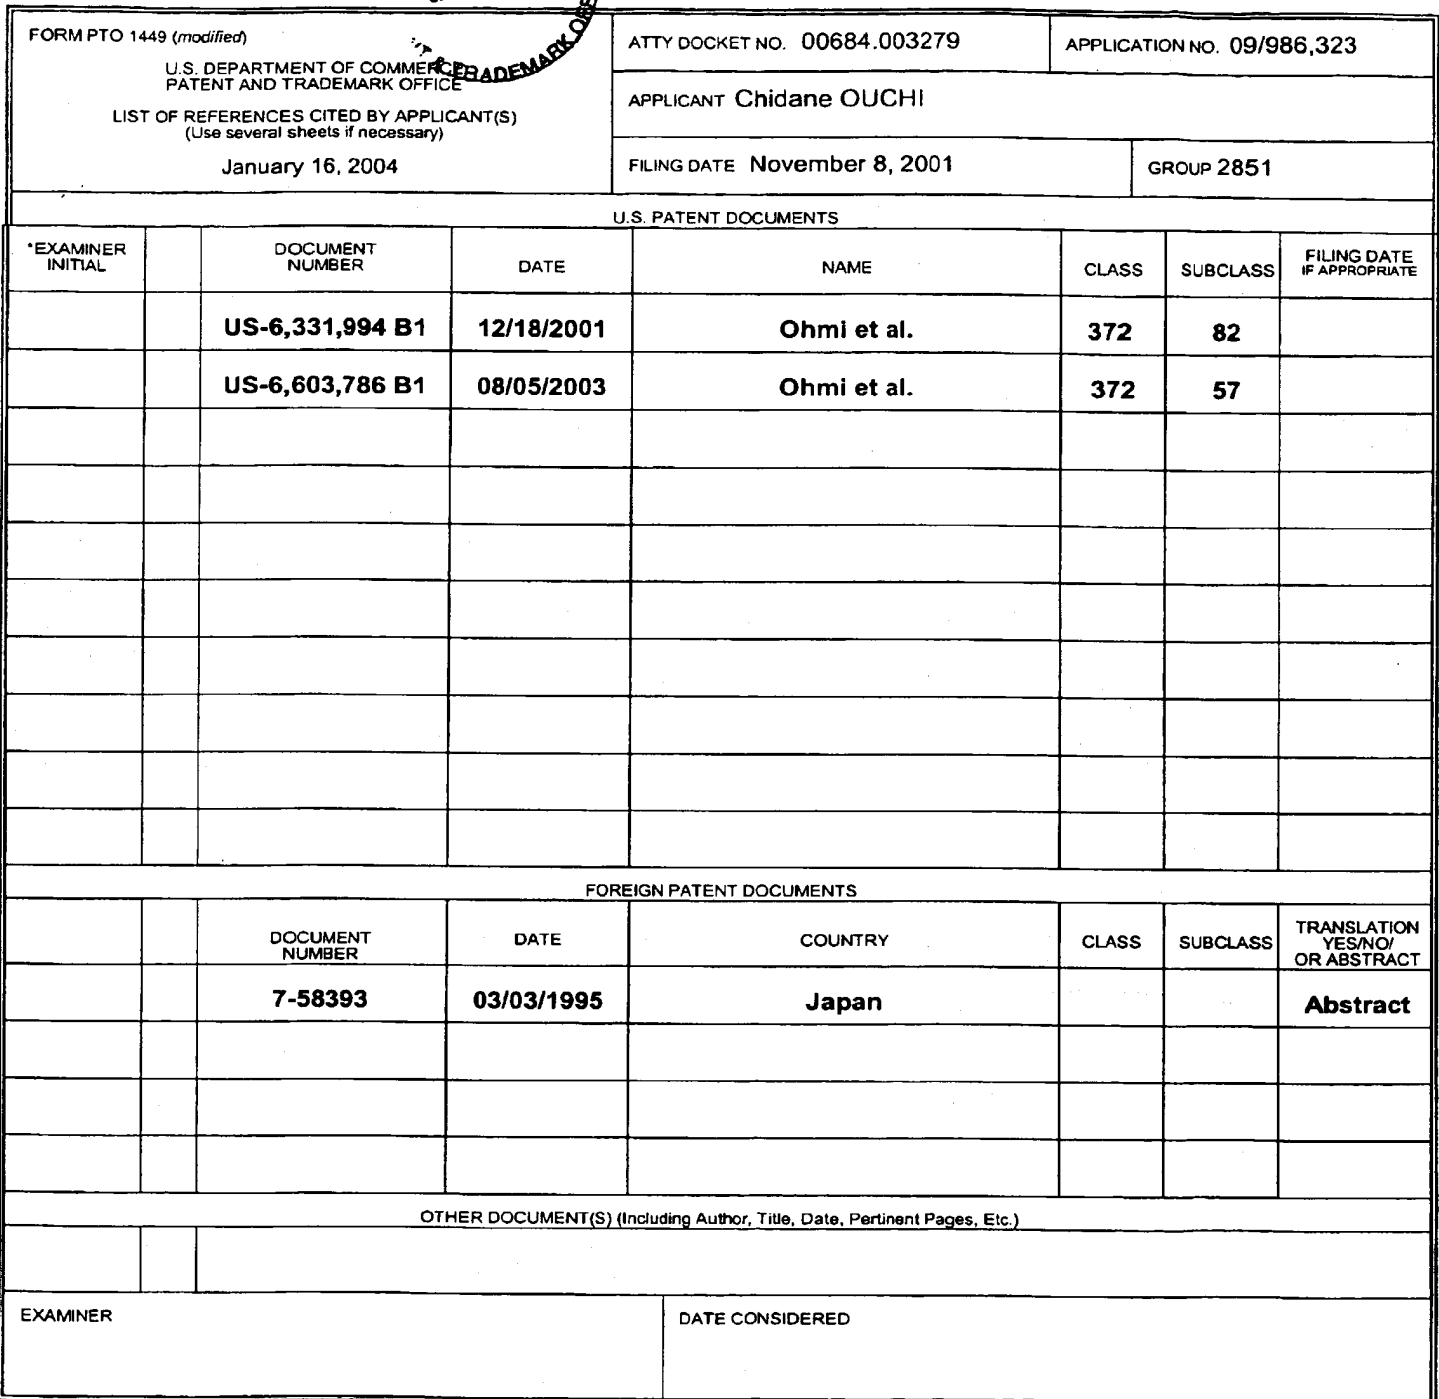 FORM PTO 1449 (modified)
U.S. DEPARTMENT OF COMMERCE
PATENT AND TRADEMARK OFFICE
LIST OF REFERENCES CITED BY APPLICANT(S)
(Use several sheets if necessary)
January 16, 2004
TRADEMARK
ATTY DOCKET NO. 00684.003279
APPLICATION NO. 09/986,323
APPLICANT Chidane OUCHI
FILING DATE November 8, 2001
GROUP 2851
U.S. PATENT DOCUMENTS
*EXAMINER INITIAL DOCUMENT NUMBER DATE NAME CLASS SUBCLASS FILING DATE IF APPROPRIATE
US-6,331,994 B1 12/18/2001 Ohmi et al. 372 82
US-6,603,786 B1 08/05/2003 Ohmi et al. 372 57
FOREIGN PATENT DOCUMENTS
DOCUMENT NUMBER DATE COUNTRY CLASS SUBCLASS TRANSLATION YES/NO/ OR ABSTRACT
7-58393 03/03/1995 Japan Abstract
OTHER DOCUMENT(S) (Including Author, Title, Date, Pertinent Pages, Etc.)
EXAMINER
DATE CONSIDERED